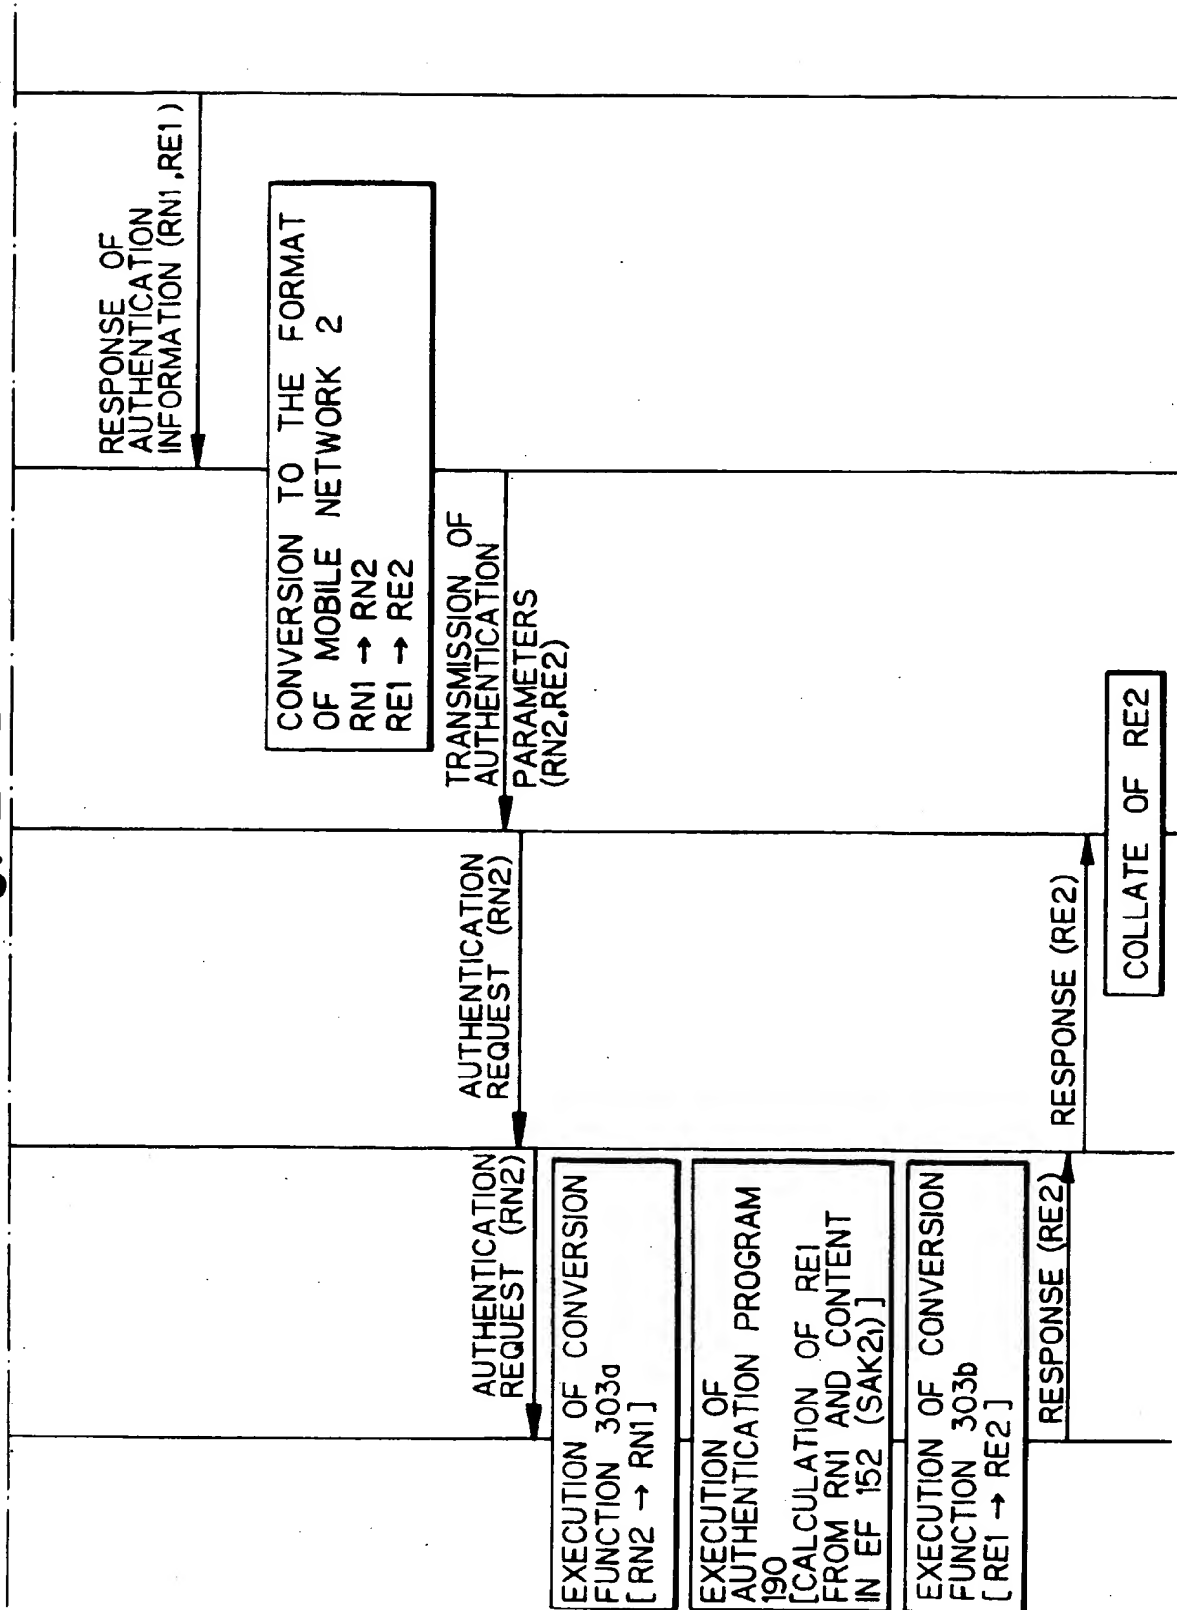 RESPONSE OF
AUTHENTICATION
INFORMATION (RN1,RE1)
CONVERSION TO THE FORMAT
OF MOBILE NETWORK 2
RN1 → RN2
RE1 → RE2
TRANSMISSION OF
AUTHENTICATION
PARAMETERS
(RN2,RE2)
AUTHENTICATION
REQUEST (RN2)
AUTHENTICATION
REQUEST (RN2)
EXECUTION OF CONVERSION
FUNCTION 303a
[RN2 → RN1]
EXECUTION OF
AUTHENTICATION PROGRAM
190
[CALCULATION OF RE1
FROM RN1 AND CONTENT
IN EF 152 (SAK2₁)]
EXECUTION OF CONVERSION
FUNCTION 303b
[RE1 → RE2]
RESPONSE (RE2)
RESPONSE (RE2)
COLLATE OF RE2